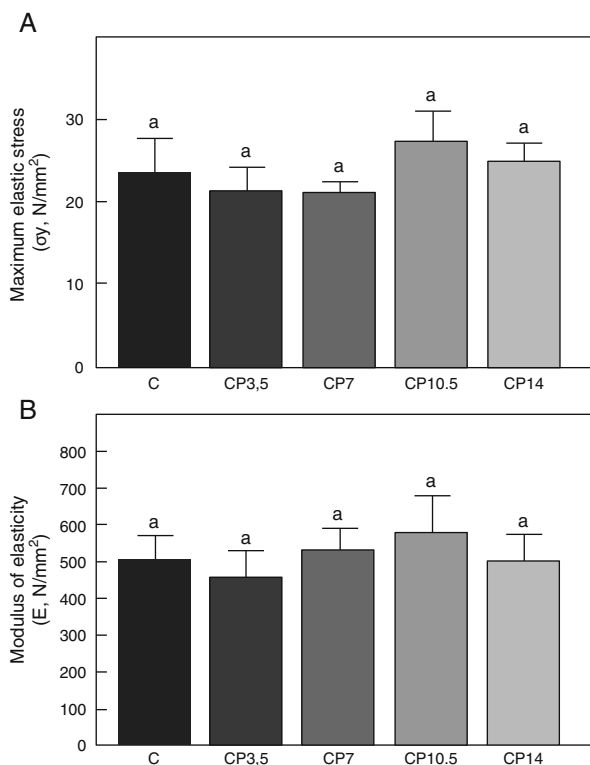 A
Maximum elastic stress
(σy, N/mm²)
30
20
10
0
a
a
a
a
a
C
CP3,5
CP7
CP10.5
CP14
B
Modulus of elasticity
(E, N/mm²)
800
700
600
500
400
300
200
100
0
a
a
a
a
a
C
CP3.5
CP7
CP10.5
CP14